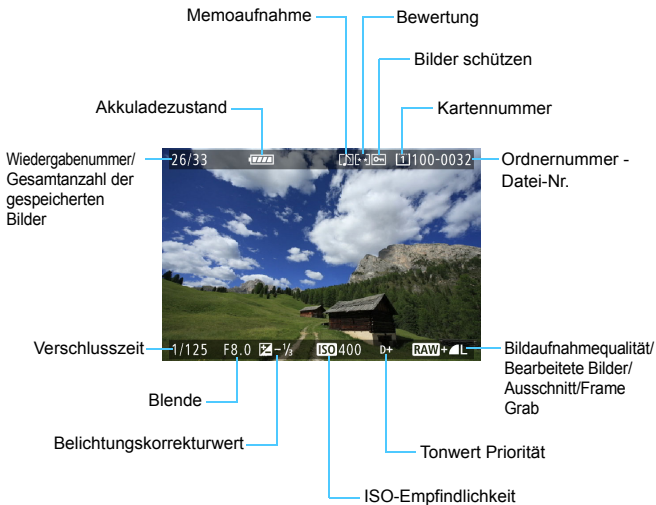 Memoaufnahme
Bewertung
Bilder schützen
Akkuladezustand
Kartennummer
Wiedergabenummer/
Gesamtanzahl der
gespeicherten
Bilder
26/33
1 100-0032
Ordnernummer -
Datei-Nr.
Verschlusszeit
1/125 F8.0 -1/3 ISO 400 D+ RAW+L
Bildaufnahmequalität/
Bearbeitete Bilder/
Ausschnitt/Frame
Grab
Blende
Belichtungskorrekturwert
Tonwert Priorität
ISO-Empfindlichkeit